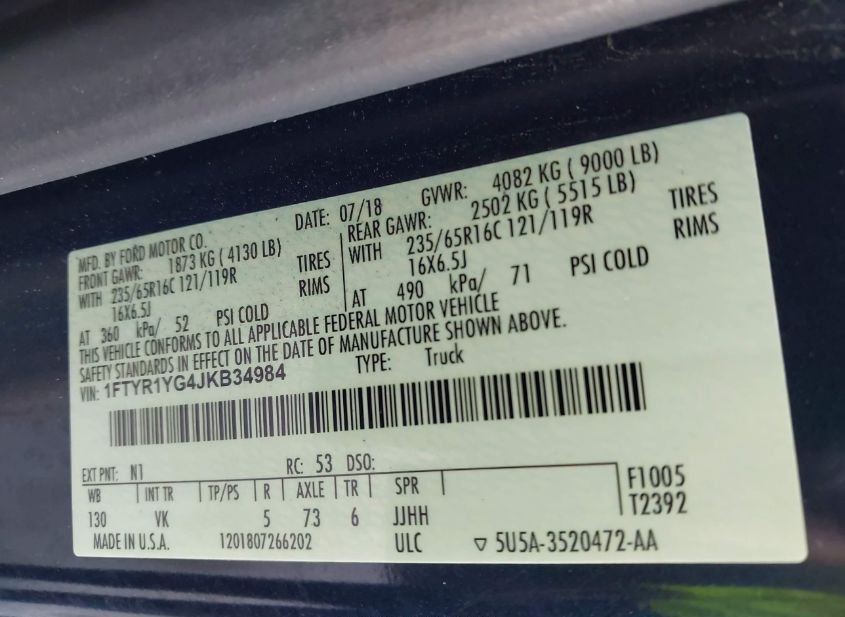 MFD. BY FORD MOTOR CO. DATE: 07/18 GVWR: 4082 KG ( 9000 LB)
FRONT GAWR: 1873 KG ( 4130 LB) REAR GAWR: 2502 KG ( 5515 LB)
WITH 235/65R16C 121/119R TIRES WITH 235/65R16C 121/119R TIRES
16X6.5J RIMS 16X6.5J RIMS
AT 360 kPa/ 52 PSI COLD AT 490 kPa/ 71 PSI COLD
THIS VEHICLE CONFORMS TO ALL APPLICABLE FEDERAL MOTOR VEHICLE
SAFETY STANDARDS IN EFFECT ON THE DATE OF MANUFACTURE SHOWN ABOVE.
VIN: 1FTYR1YG4JKB34984 TYPE: Truck
EXT PNT: N1 RC: 53 DSO:
WB INT TR TP/PS R AXLE TR SPR F1005
130 VK 5 73 6 JJHH T2392
MADE IN U.S.A. 1201807266202 ULC ▽ 5U5A-3520472-AA